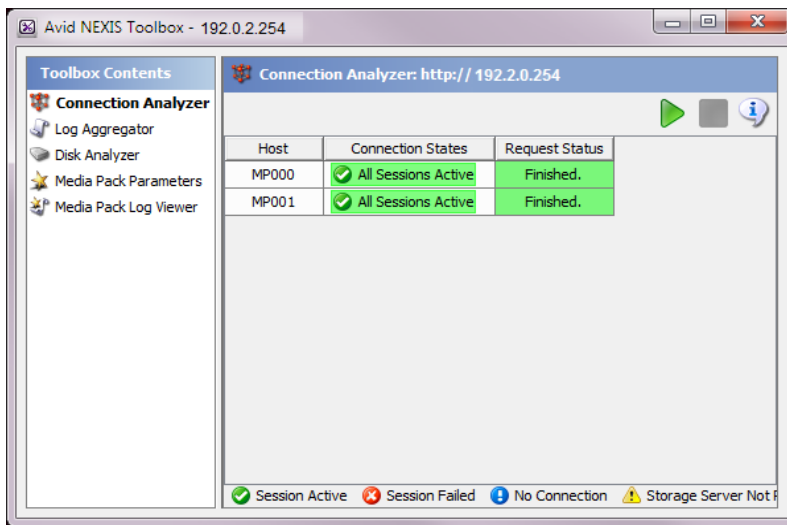 Avid NEXIS Toolbox - 192.0.2.254
Toolbox Contents
Connection Analyzer
Log Aggregator
Disk Analyzer
Media Pack Parameters
Media Pack Log Viewer
Connection Analyzer: http:// 192.2.0.254
Host Connection States Request Status
MP000 All Sessions Active Finished.
MP001 All Sessions Active Finished.
Session Active Session Failed No Connection Storage Server Not